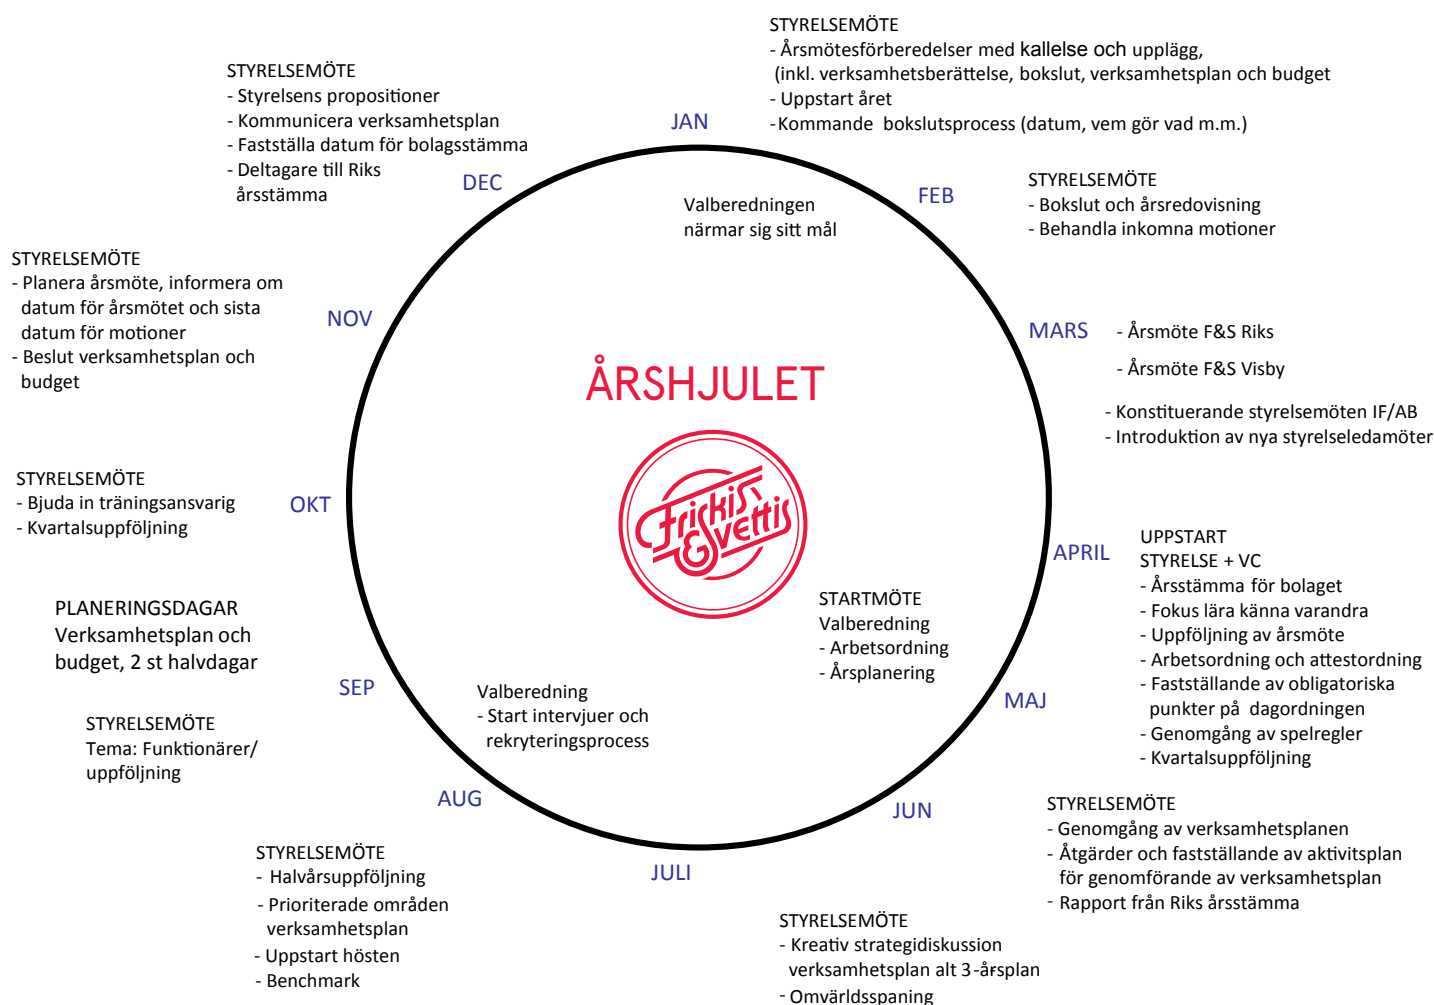 STYRELSEMÖTE
- Årsmötesförberedelser med kallelse och upplägg,
(inkl. verksamhetsberättelse, bokslut, verksamhetsplan och budget
- Uppstart året
-Kommande bokslutsprocess (datum, vem gör vad m.m.)
JAN
STYRELSEMÖTE
- Bokslut och årsredovisning
- Behandla inkomna motioner
FEB
Valberedningen
närmar sig sitt mål
MARS
- Årsmöte F&S Riks
- Årsmöte F&S Visby
- Konstituerande styrelsemöten IF/AB
- Introduktion av nya styrelseledamöter
APRIL
UPPSTART
STYRELSE + VC
- Årsstämma för bolaget
- Fokus lära känna varandra
- Uppföljning av årsmöte
- Arbetsordning och attestordning
- Fastställande av obligatoriska
punkter på dagordningen
- Genomgång av spelregler
- Kvartalsuppföljning
STARTMÖTE
Valberedning
- Arbetsordning
- Årsplanering
MAJ
STYRELSEMÖTE
- Genomgång av verksamhetsplanen
- Åtgärder och fastställande av aktivitsplan
för genomförande av verksamhetsplan
- Rapport från Riks årsstämma
JUN
STYRELSEMÖTE
- Kreativ strategidiskussion
verksamhetsplan alt 3-årsplan
- Omvärldsspaning
JULI
AUG
STYRELSEMÖTE
- Halvårsuppföljning
- Prioriterade områden
verksamhetsplan
- Uppstart hösten
- Benchmark
Valberedning
- Start intervjuer och
rekryteringsprocess
SEP
PLANERINGSDAGAR
Verksamhetsplan och
budget, 2 st halvdagar
STYRELSEMÖTE
Tema: Funktionärer/
uppföljning
OKT
STYRELSEMÖTE
- Bjuda in träningsansvarig
- Kvartalsuppföljning
NOV
STYRELSEMÖTE
- Planera årsmöte, informera om
datum för årsmötet och sista
datum för motioner
- Beslut verksamhetsplan och
budget
DEC
STYRELSEMÖTE
- Styrelsens propositioner
- Kommunicera verksamhetsplan
- Fastställa datum för bolagsstämma
- Deltagare till Riks
årsstämma
ÅRSHJULET
Friskis
&Svettis